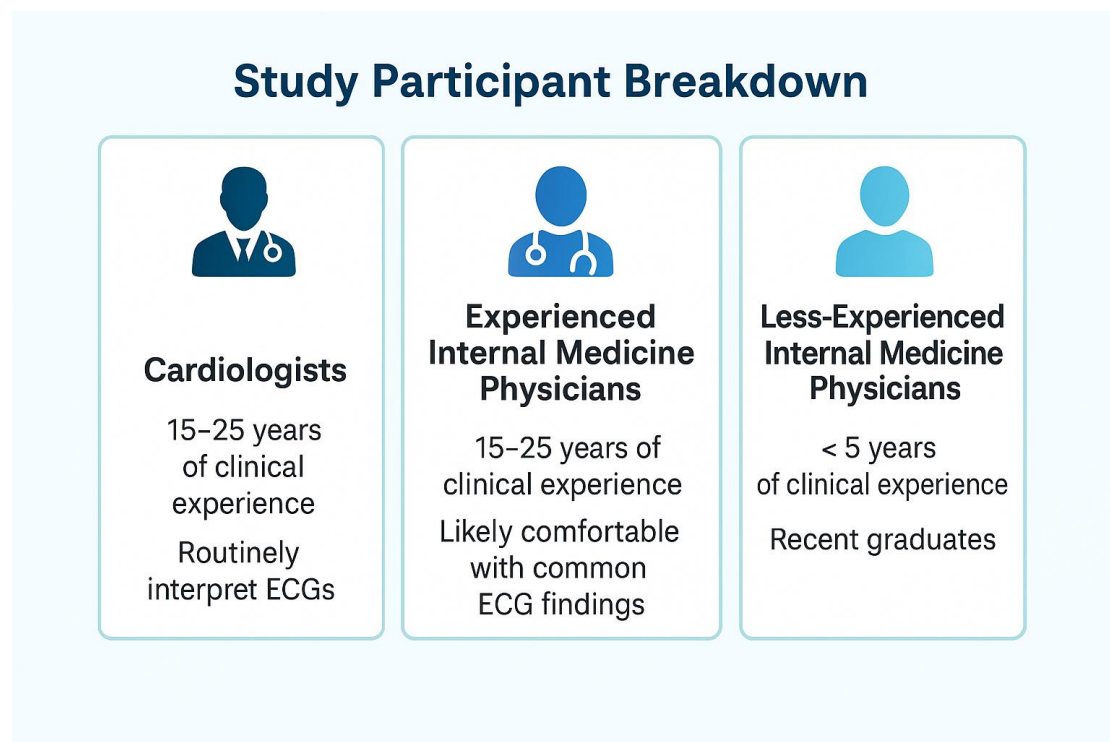 Study Participant Breakdown
Cardiologists
15–25 years
of clinical
experience
Routinely
interpret ECGs
Experienced
Internal Medicine
Physicians
15–25 years of
clinical experience
Likely comfortable
with common
ECG findings
Less-Experienced
Internal Medicine
Physicians
< 5 years
of clinical experience
Recent graduates